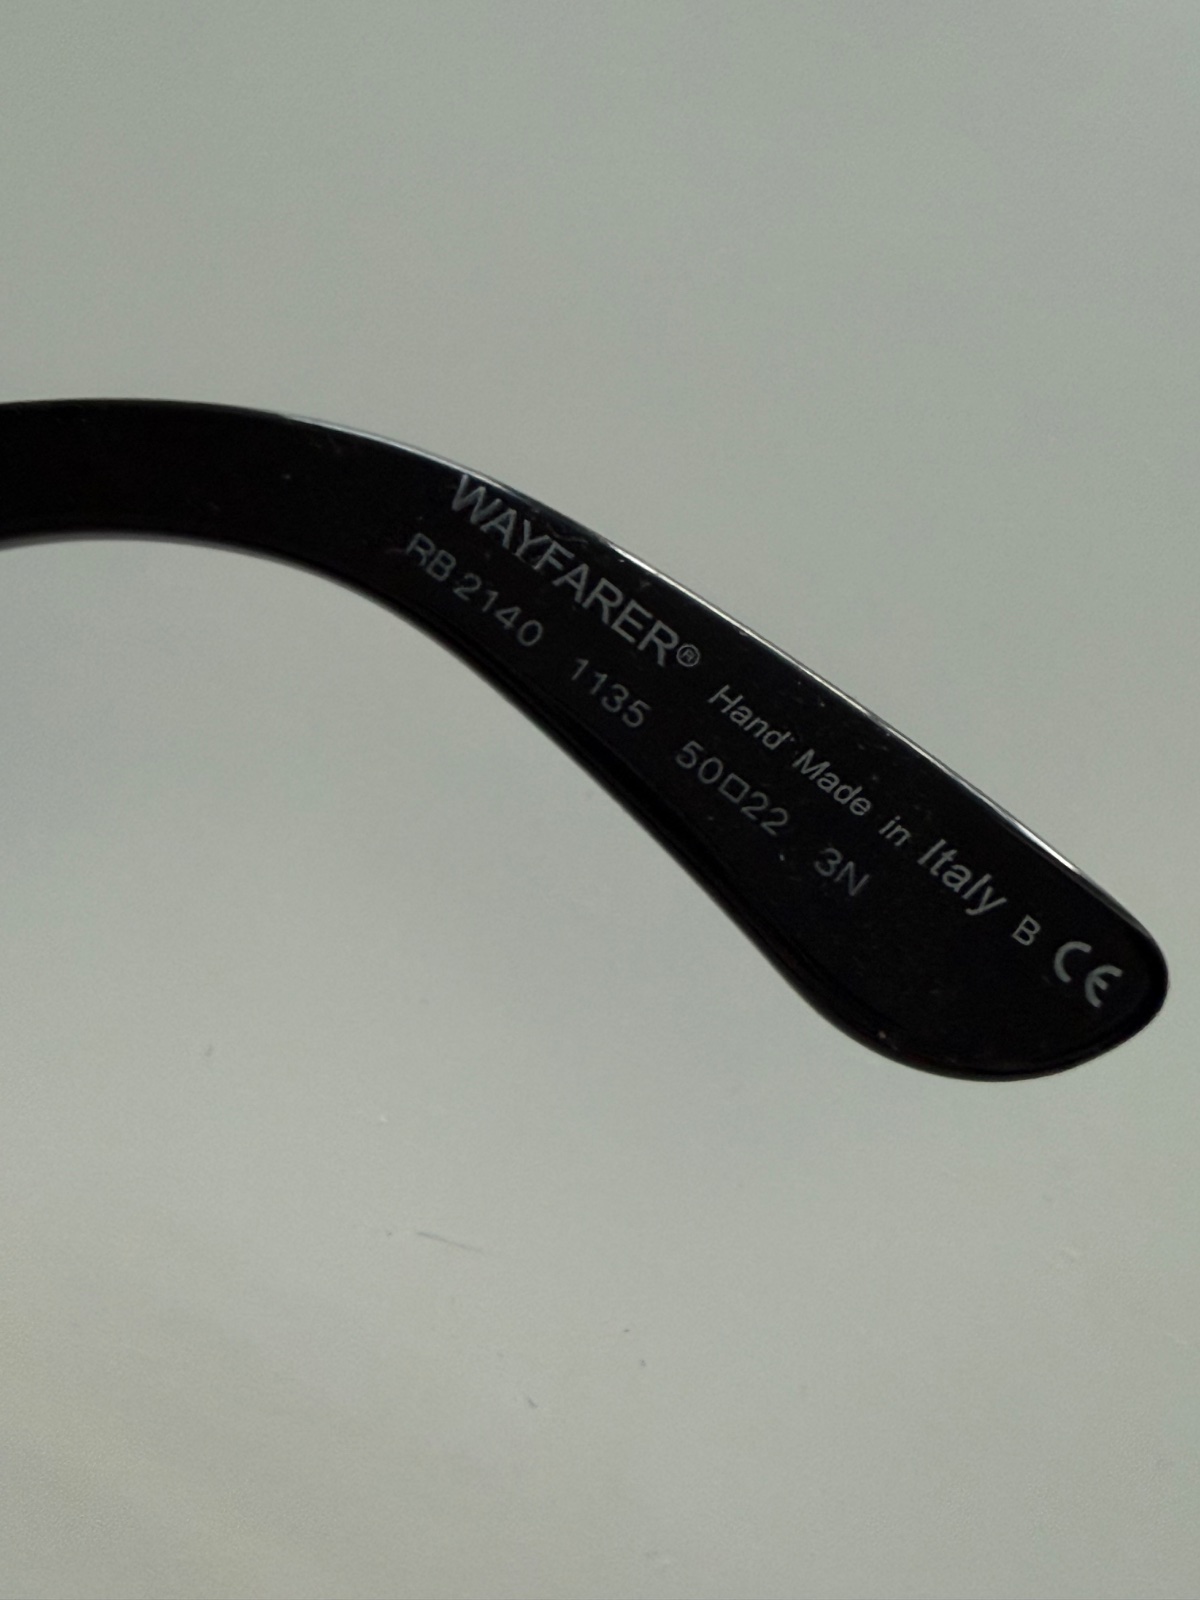 WAYFARER® Hand Made in Italy B CE
RB 2140 1135 50□22 3N